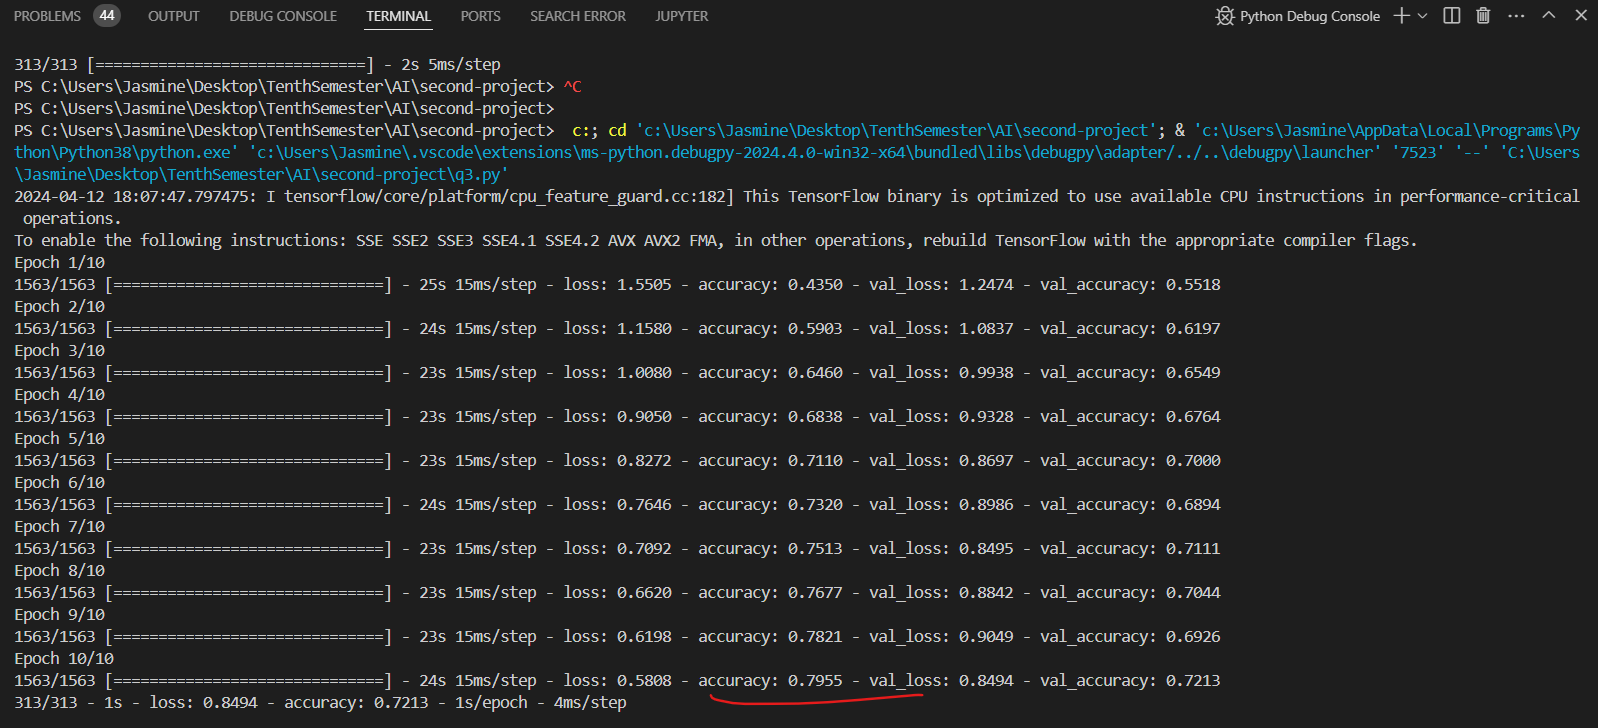 PROBLEMS 44 OUTPUT DEBUG CONSOLE TERMINAL PORTS SEARCH ERROR JUPYTER Python Debug Console
313/313 [==============================] - 2s 5ms/step
PS C:\Users\Jasmine\Desktop\TenthSemester\AI\second-project> ^C
PS C:\Users\Jasmine\Desktop\TenthSemester\AI\second-project>
PS C:\Users\Jasmine\Desktop\TenthSemester\AI\second-project>  c:; cd 'c:\Users\Jasmine\Desktop\TenthSemester\AI\second-project'; & 'c:\Users\Jasmine\AppData\Local\Programs\Py
thon\Python38\python.exe' 'c:\Users\Jasmine\.vscode\extensions\ms-python.debugpy-2024.4.0-win32-x64\bundled\libs\debugpy\adapter/../..\debugpy\launcher' '7523' '--' 'C:\Users
\Jasmine\Desktop\TenthSemester\AI\second-project\q3.py'
2024-04-12 18:07:47.797475: I tensorflow/core/platform/cpu_feature_guard.cc:182] This TensorFlow binary is optimized to use available CPU instructions in performance-critical
 operations.
To enable the following instructions: SSE SSE2 SSE3 SSE4.1 SSE4.2 AVX AVX2 FMA, in other operations, rebuild TensorFlow with the appropriate compiler flags.
Epoch 1/10
1563/1563 [==============================] - 25s 15ms/step - loss: 1.5505 - accuracy: 0.4350 - val_loss: 1.2474 - val_accuracy: 0.5518
Epoch 2/10
1563/1563 [==============================] - 24s 15ms/step - loss: 1.1580 - accuracy: 0.5903 - val_loss: 1.0837 - val_accuracy: 0.6197
Epoch 3/10
1563/1563 [==============================] - 23s 15ms/step - loss: 1.0080 - accuracy: 0.6460 - val_loss: 0.9938 - val_accuracy: 0.6549
Epoch 4/10
1563/1563 [==============================] - 23s 15ms/step - loss: 0.9050 - accuracy: 0.6838 - val_loss: 0.9328 - val_accuracy: 0.6764
Epoch 5/10
1563/1563 [==============================] - 23s 15ms/step - loss: 0.8272 - accuracy: 0.7110 - val_loss: 0.8697 - val_accuracy: 0.7000
Epoch 6/10
1563/1563 [==============================] - 24s 15ms/step - loss: 0.7646 - accuracy: 0.7320 - val_loss: 0.8986 - val_accuracy: 0.6894
Epoch 7/10
1563/1563 [==============================] - 23s 15ms/step - loss: 0.7092 - accuracy: 0.7513 - val_loss: 0.8495 - val_accuracy: 0.7111
Epoch 8/10
1563/1563 [==============================] - 23s 15ms/step - loss: 0.6620 - accuracy: 0.7677 - val_loss: 0.8842 - val_accuracy: 0.7044
Epoch 9/10
1563/1563 [==============================] - 23s 15ms/step - loss: 0.6198 - accuracy: 0.7821 - val_loss: 0.9049 - val_accuracy: 0.6926
Epoch 10/10
1563/1563 [==============================] - 24s 15ms/step - loss: 0.5808 - accuracy: 0.7955 - val_loss: 0.8494 - val_accuracy: 0.7213
313/313 - 1s - loss: 0.8494 - accuracy: 0.7213 - 1s/epoch - 4ms/step